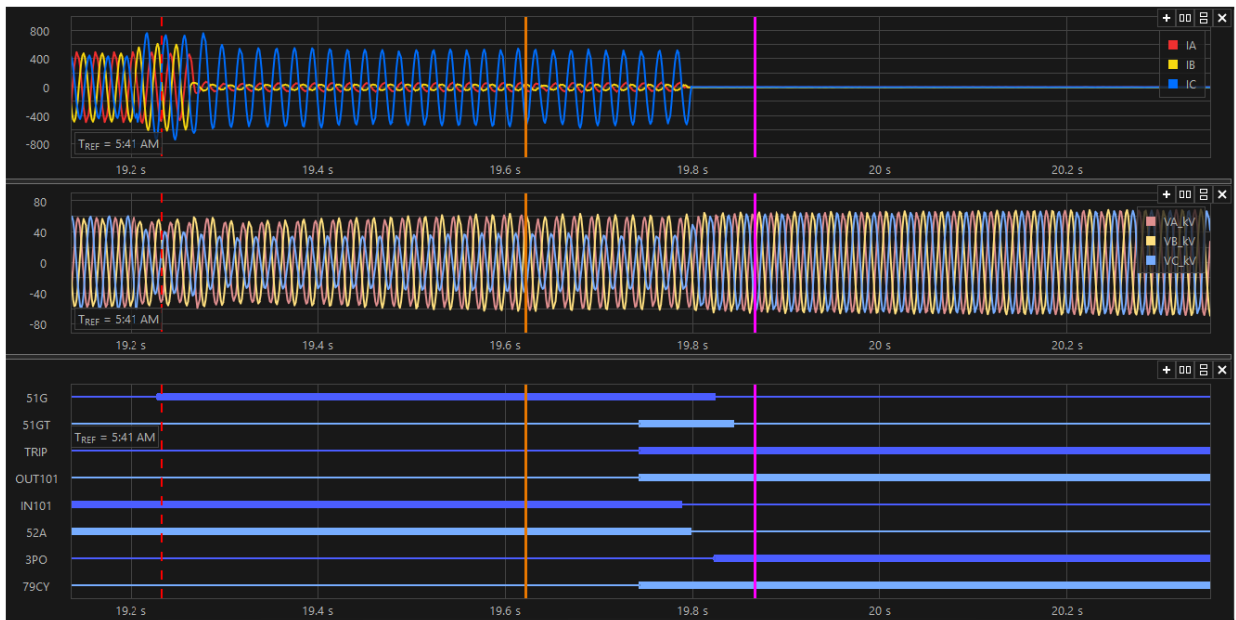 800
400
0
-400
-800
IA
IB
IC
TREF = 5:41 AM
19.2 s 19.4 s 19.6 s 19.8 s 20 s 20.2 s
80
40
0
-40
-80
VA_kV
VB_kV
VC_kV
TREF = 5:41 AM
19.2 s 19.4 s 19.6 s 19.8 s 20 s 20.2 s
51G
51GT
TREF = 5:41 AM
TRIP
OUT101
IN101
52A
3PO
79CY
19.2 s 19.4 s 19.6 s 19.8 s 20 s 20.2 s